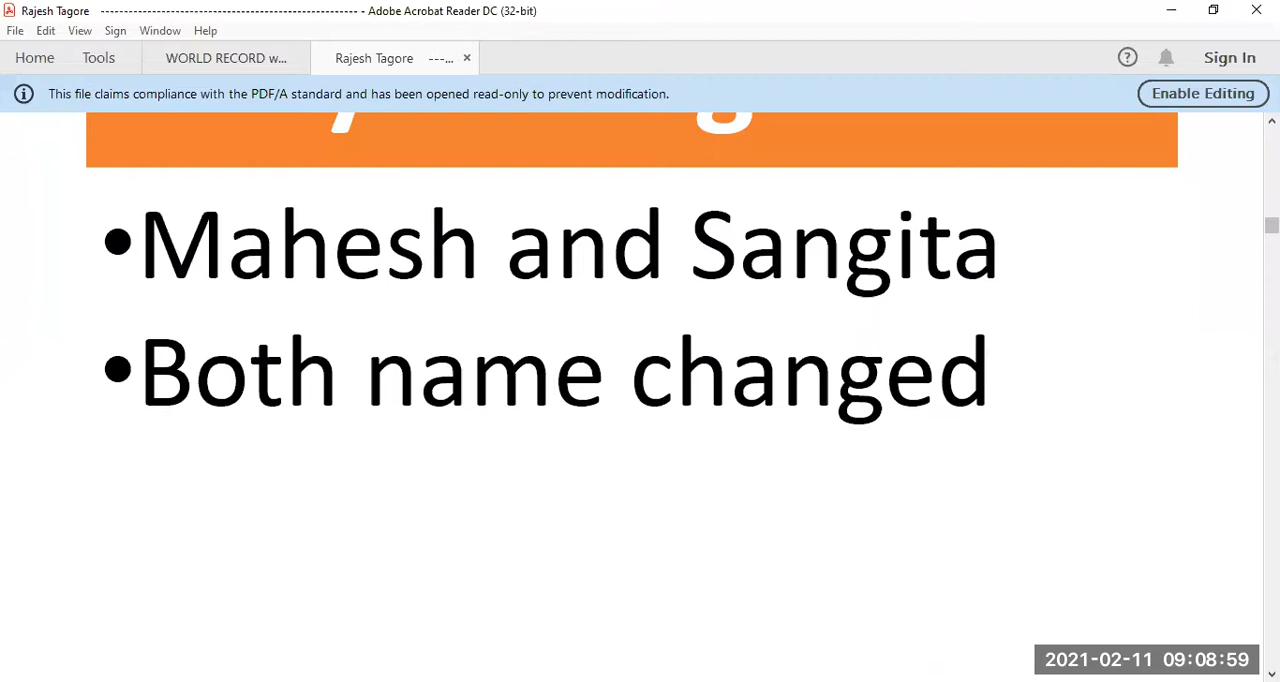 Rajesh Tagore ---------------------------------------------------- - Adobe Acrobat Reader DC (32-bit)
File Edit View Sign Window Help
Home Tools WORLD RECORD w... Rajesh Tagore ---... × ? Sign In
This file claims compliance with the PDF/A standard and has been opened read-only to prevent modification. Enable Editing
•Mahesh and Sangita
•Both name changed
2021-02-11 09:08:59